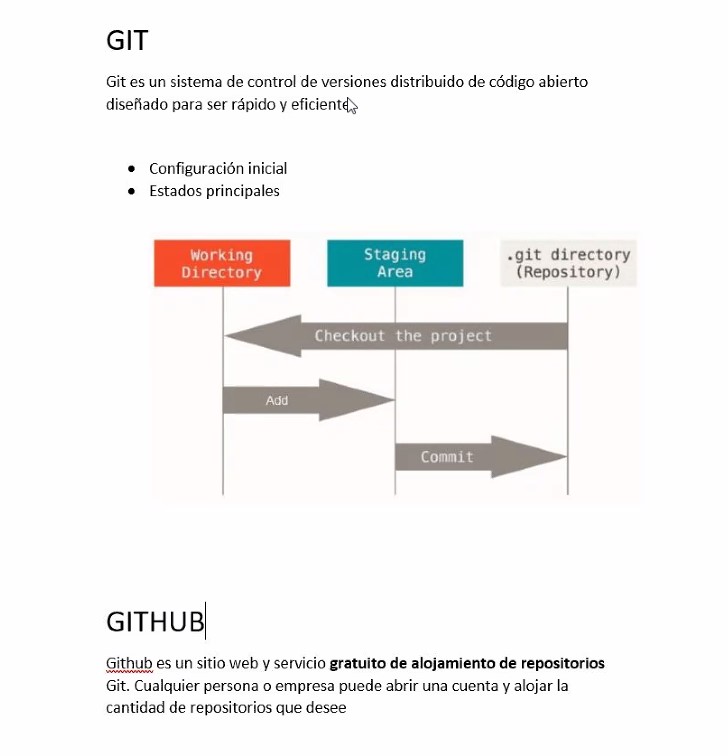 GIT
Git es un sistema de control de versiones distribuido de código abierto
diseñado para ser rápido y eficiente
Configuración inicial
Estados principales
Working
Directory
Staging
Area
.git directory
(Repository)
Checkout the project
Add
Commit
GITHUB
Github es un sitio web y servicio gratuito de alojamiento de repositorios
Git. Cualquier persona o empresa puede abrir una cuenta y alojar la
cantidad de repositorios que desee